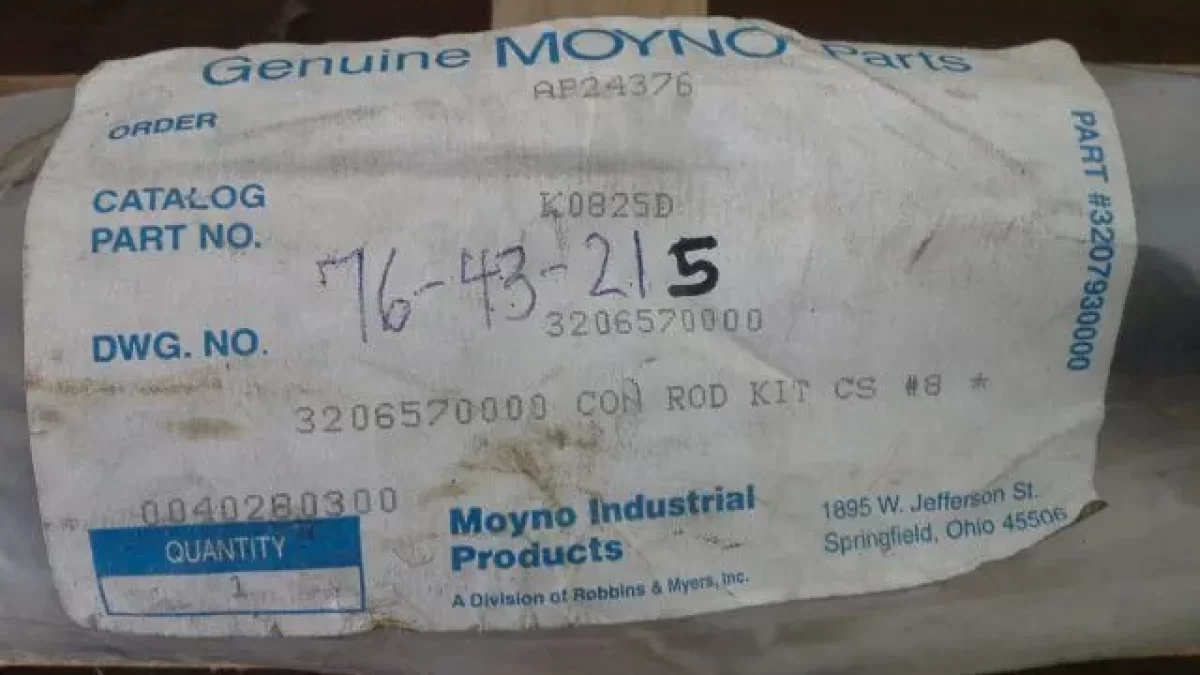 Genuine MOYNO Parts
AP24376
ORDER
CATALOG K0825D
PART NO.
76-43-215
DWG. NO. 3206570000
3206570000 CON ROD KIT CS #8 *
0040280300
QUANTITY
1
Moyno Industrial
Products
A Division of Robbins & Myers, Inc.
1895 W. Jefferson St.
Springfield, Ohio 45506
PART #3207930000